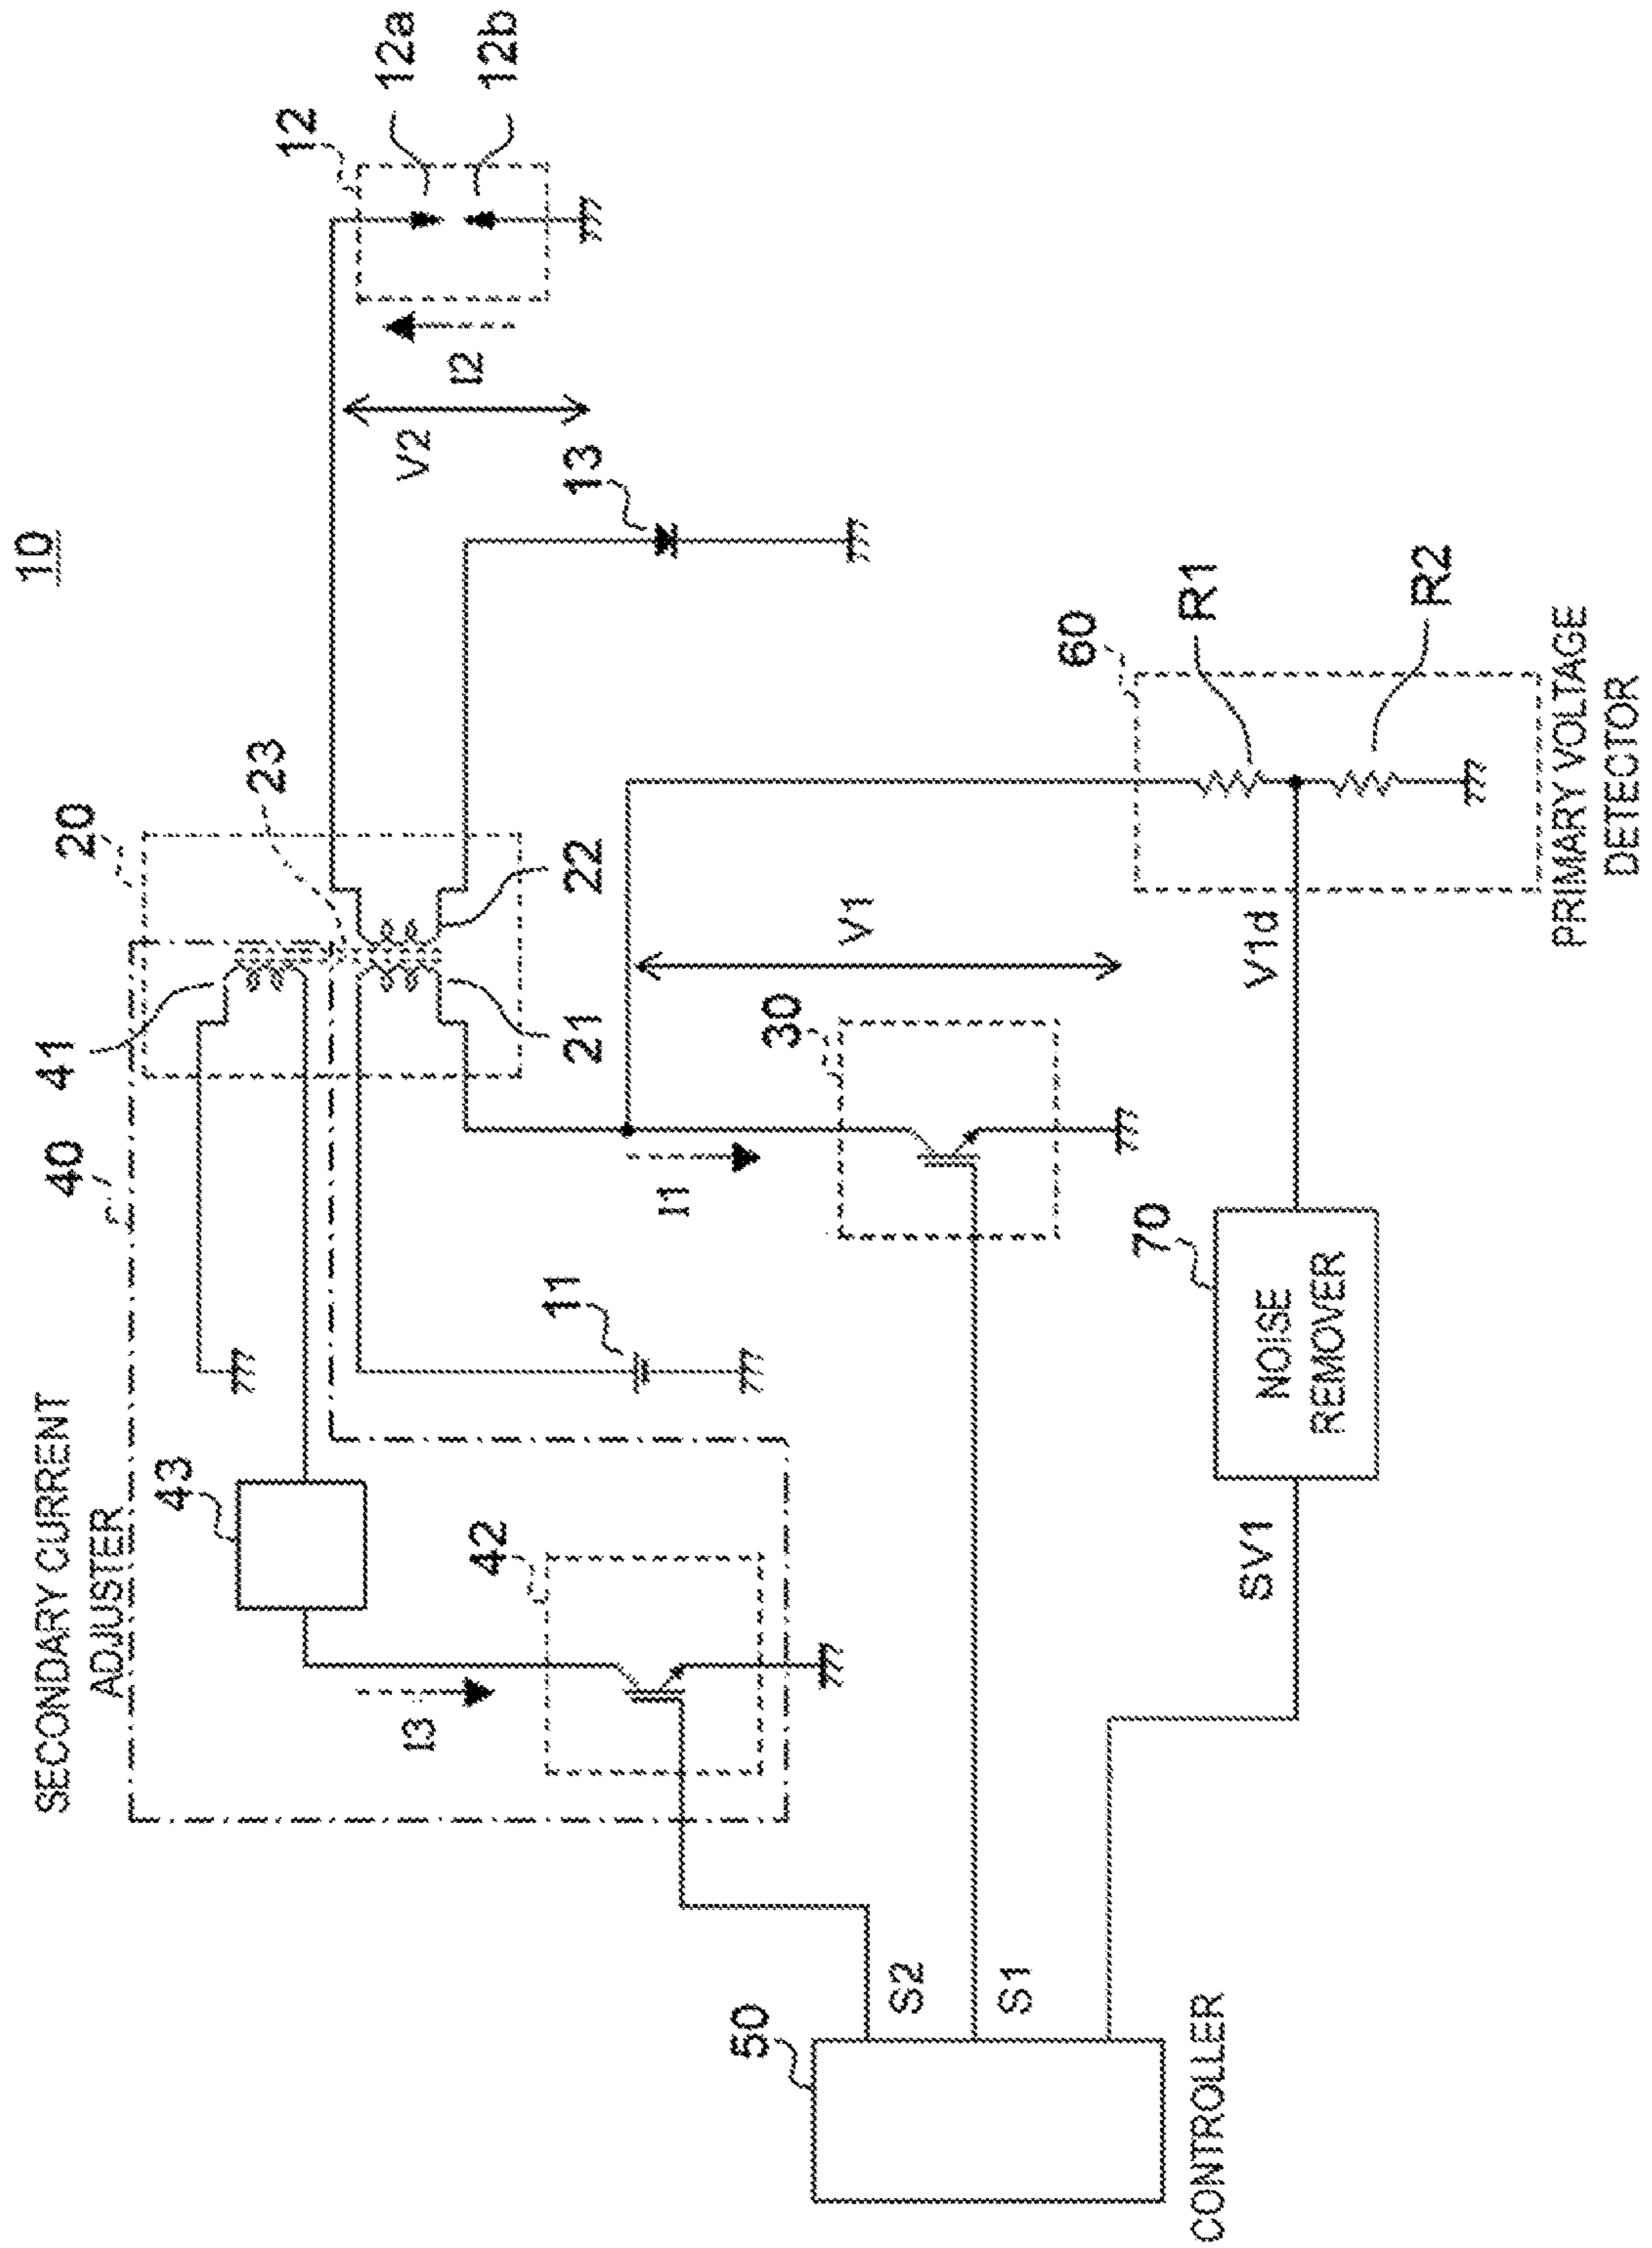 10
SECONDARY CURRENT
ADJUSTER
40
41
20
23
12
12a
12b
43
I3
42
11
21
22
V2
I2
13
I1
30
V1
60
R1
R2
PRIMARY VOLTAGE
DETECTOR
V1d
70
NOISE
REMOVER
SV1
50
S2
S1
CONTROLLER